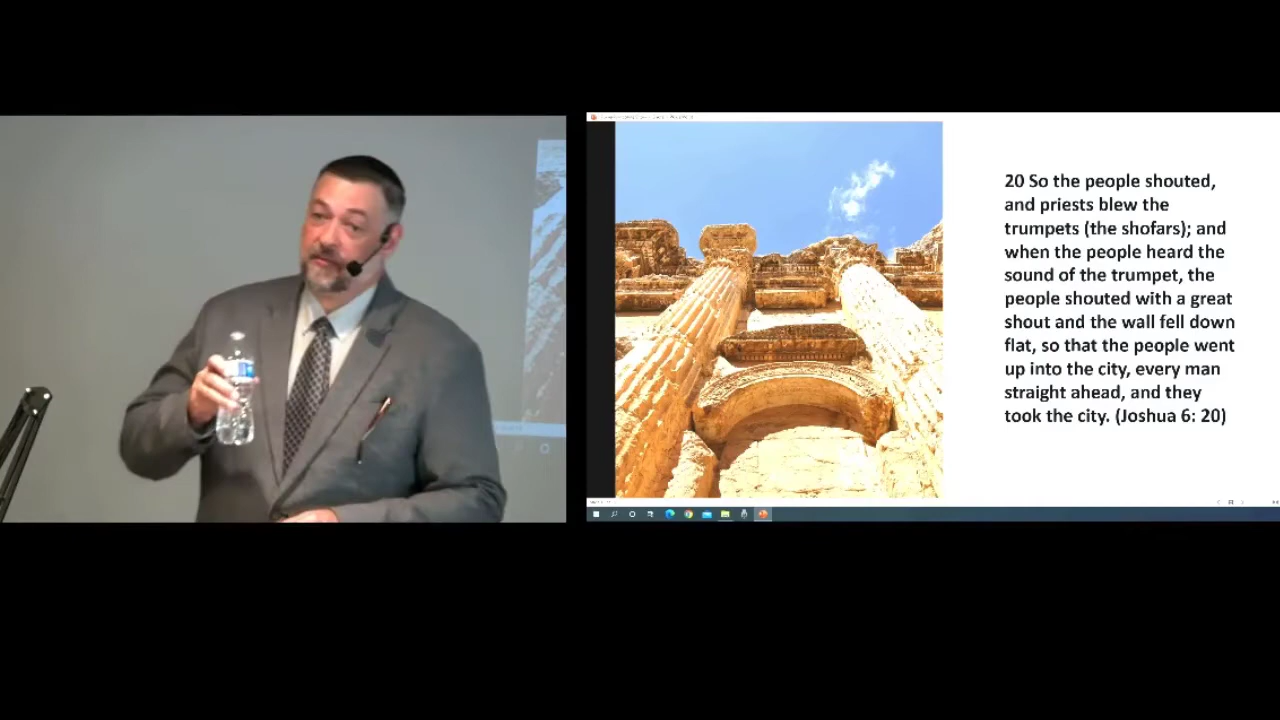 20 So the people shouted,
and priests blew the
trumpets (the shofars); and
when the people heard the
sound of the trumpet, the
people shouted with a great
shout and the wall fell down
flat, so that the people went
up into the city, every man
straight ahead, and they
took the city. (Joshua 6: 20)